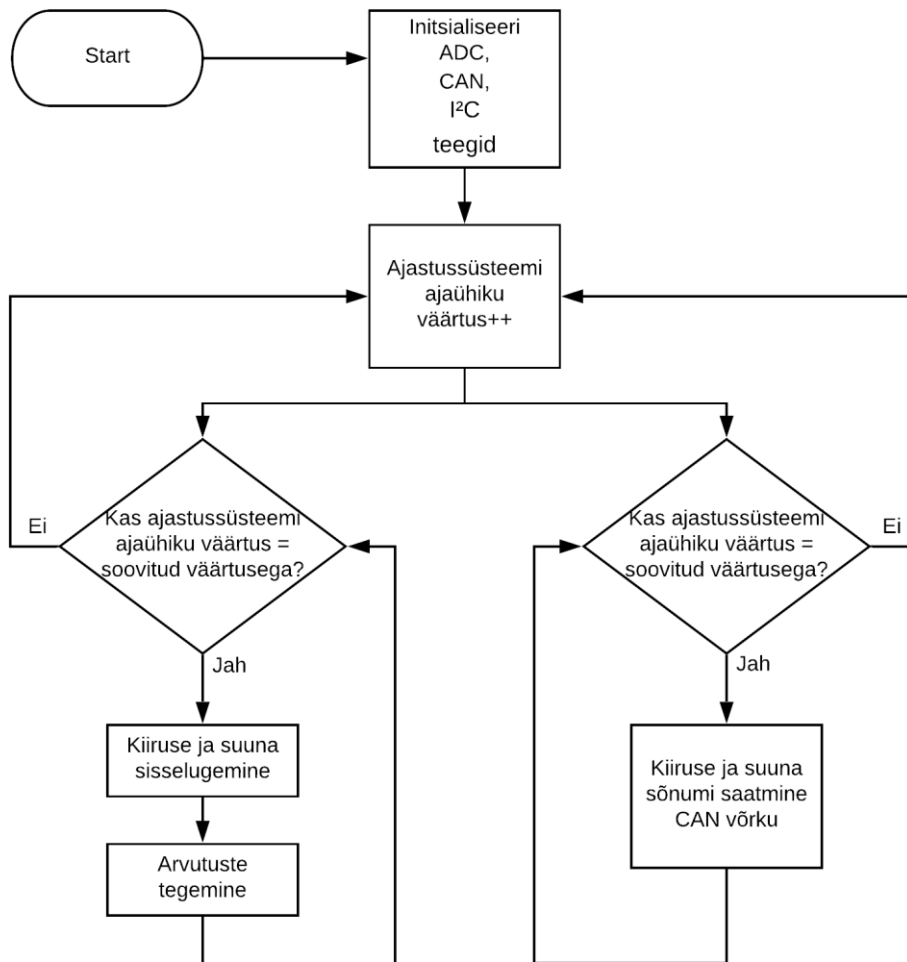 Start
Initsialiseeri
ADC,
CAN,
I²C
teegid
Ajastussüsteemi
ajaühiku
väärtus++
Kas ajastussüsteemi
ajaühiku väärtus =
soovitud väärtusega?
Ei
Jah
Kiiruse ja suuna
sisselugemine
Arvutuste
tegemine
Kas ajastussüsteemi
ajaühiku väärtus =
soovitud väärtusega?
Ei
Jah
Kiiruse ja suuna
sõnumi saatmine
CAN võrku